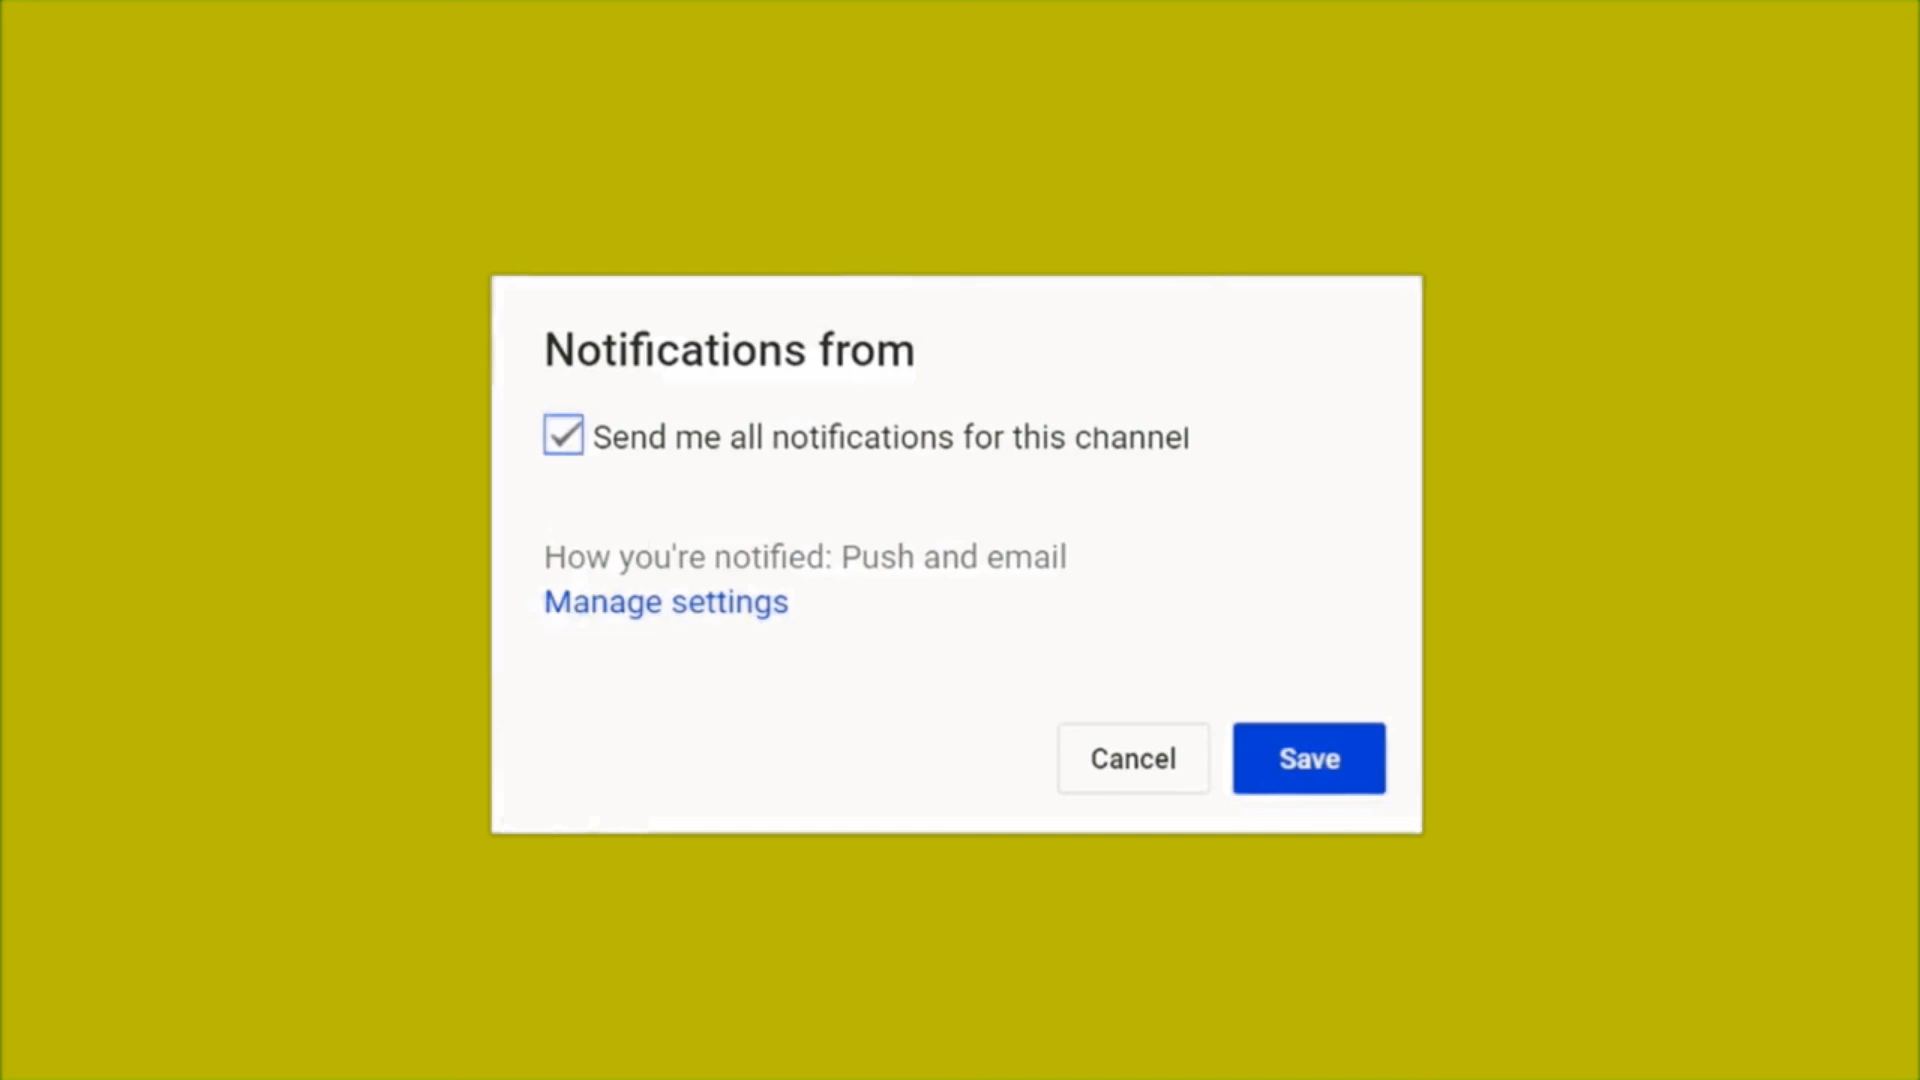 Notifications from
Send me all notifications for this channel
How you're notified: Push and email
Manage settings
Cancel
Save